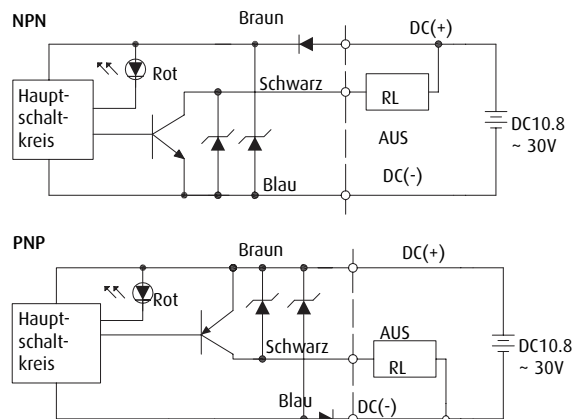 NPN
Braun
DC(+)
Rot
Schwarz
RL
Haupt-
schalt-
kreis
AUS
DC10.8
~ 30V
Blau
DC(-)
PNP
Braun
DC(+)
Rot
Haupt-
schalt-
kreis
AUS
Schwarz
RL
DC10.8
~ 30V
Blau
DC(-)